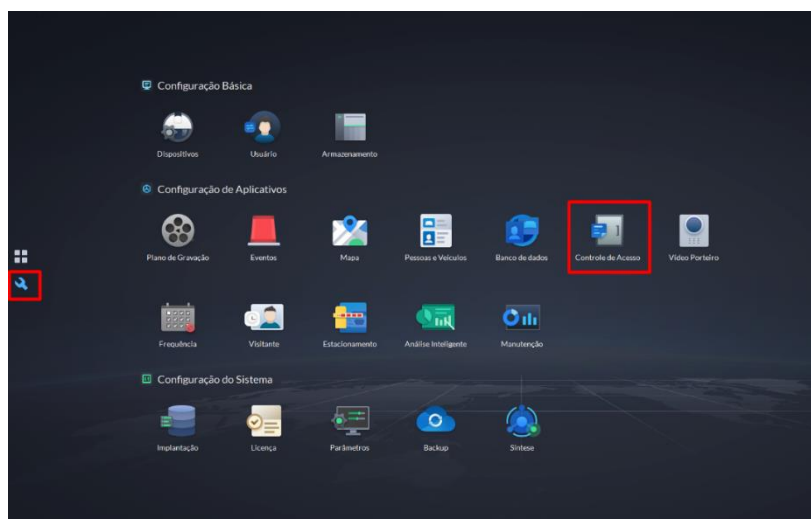 Configuração Básica
Dispositivos Usuário Armazenamento
Configuração de Aplicativos
Plano de Gravação Eventos Mapa Pessoas e Veículos Banco de dados Controle de Acesso Vídeo Porteiro
Frequência Visitante Estacionamento Análise Inteligente Manutenção
Configuração do Sistema
Implantação Licença Parâmetros Backup Síntese